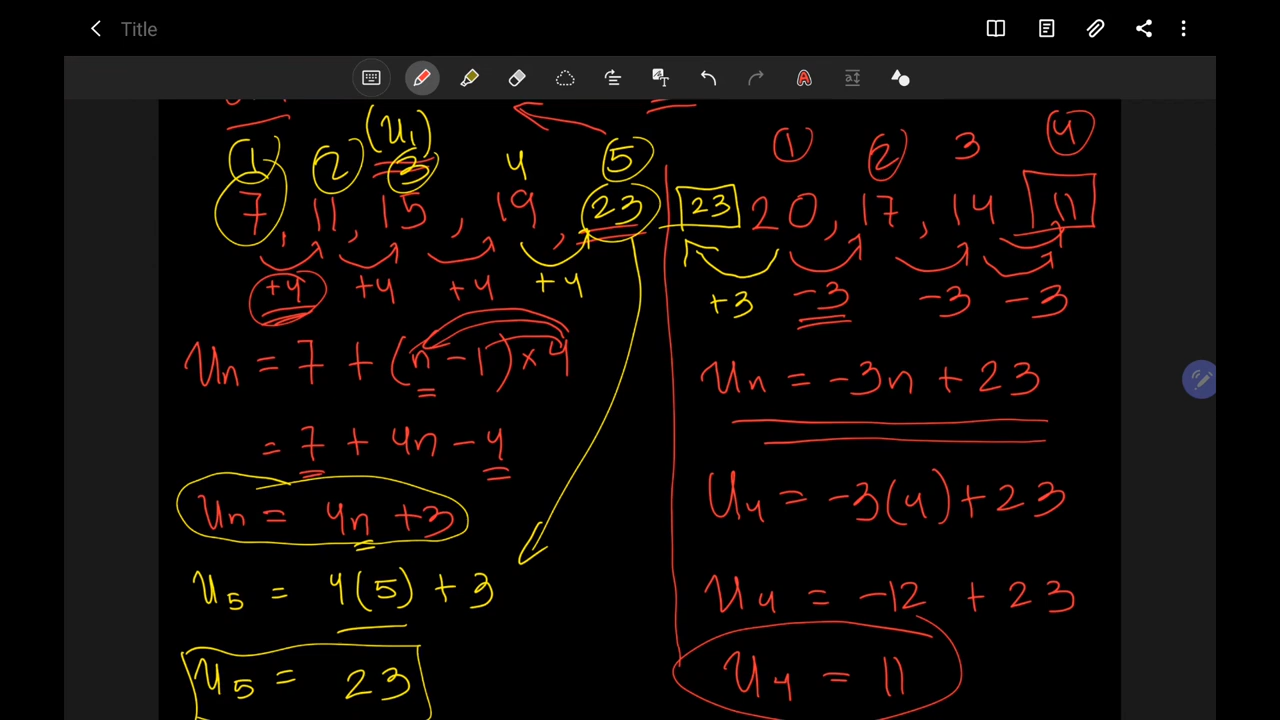 Title
(U1)
1 2 3 4 5
7, 11, 15, 19, 23
+4 +4 +4 +4
Un = 7 + (n - 1) × 4
= 7 + 4n - 4
Un = 4n + 3
U5 = 4(5) + 3
U5 = 23
1 2 3 4
23 20, 17, 14 11
+3 -3 -3 -3
Un = -3n + 23
U4 = -3(4) + 23
U4 = -12 + 23
U4 = 11